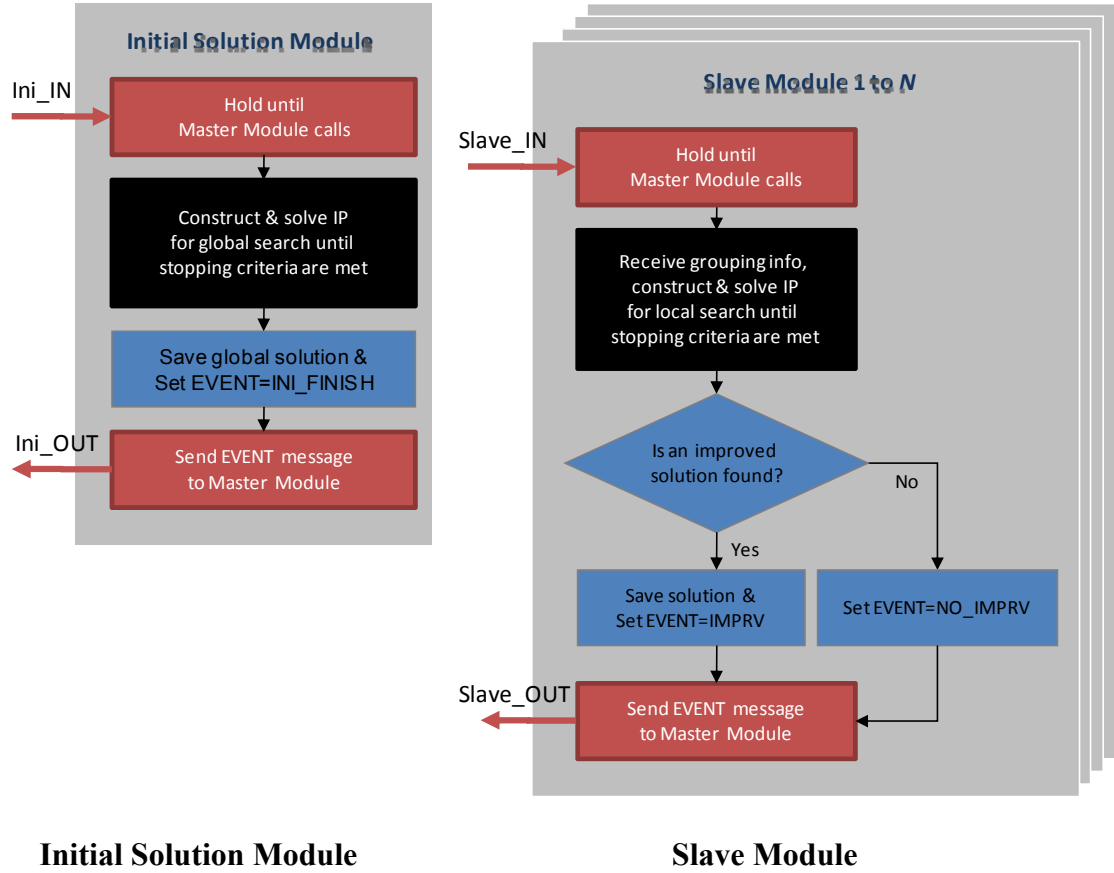 Initial Solution Module
Ini_IN
Hold until
Master Module calls
Construct & solve IP
for global search until
stopping criteria are met
Save global solution &
Set EVENT=INI_FINISH
Ini_OUT
Send EVENT message
to Master Module
Slave Module 1 to N
Slave_IN
Hold until
Master Module calls
Receive grouping info,
construct & solve IP
for local search until
stopping criteria are met
Is an improved
solution found?
No
Yes
Save solution &
Set EVENT=IMPRV
Set EVENT=NO_IMPRV
Slave_OUT
Send EVENT message
to Master Module
Initial Solution Module
Slave Module